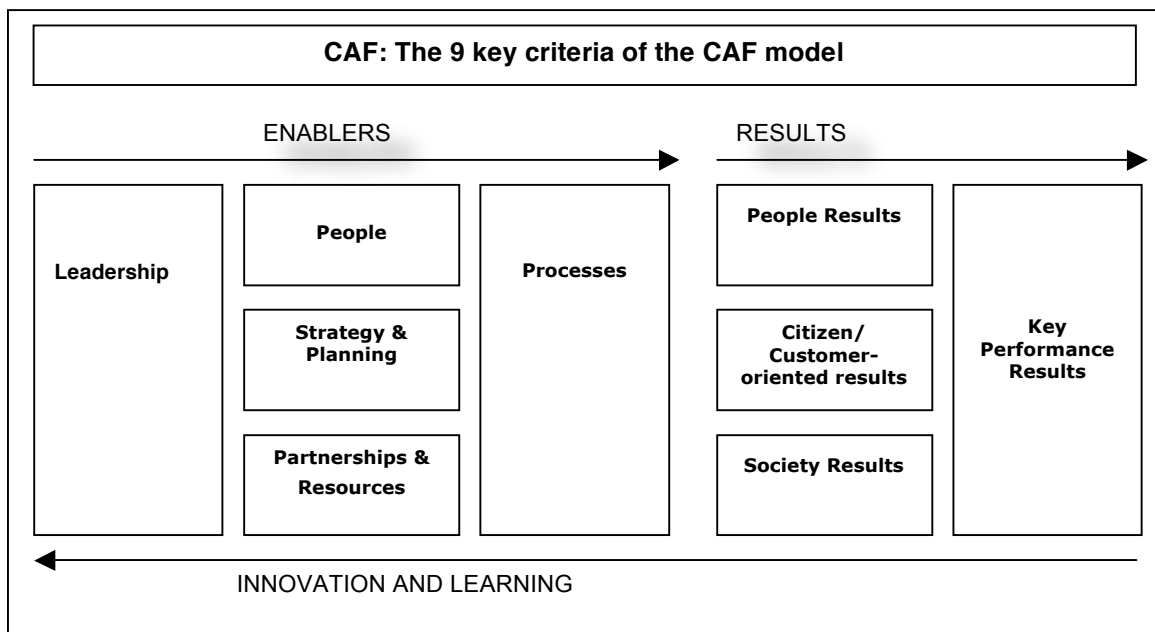 CAF: The 9 key criteria of the CAF model
ENABLERS
RESULTS
Leadership
People
Strategy &
Planning
Partnerships &
Resources
Processes
People Results
Citizen/
Customer-
oriented results
Society Results
Key
Performance
Results
INNOVATION AND LEARNING